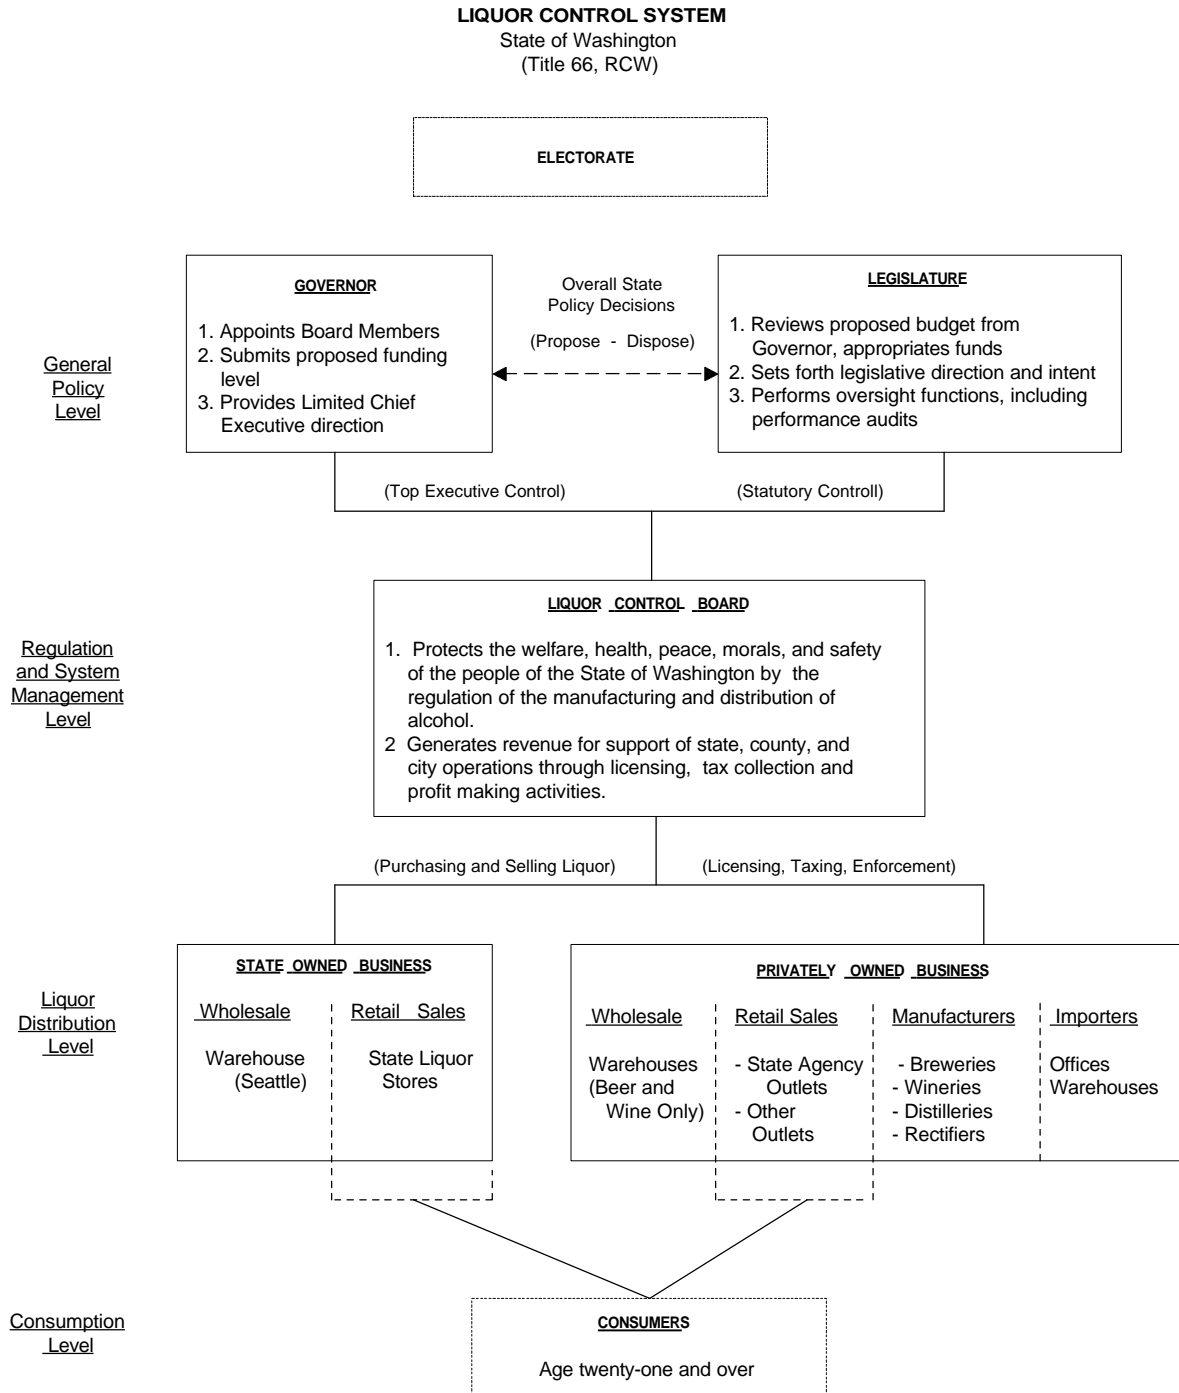 LIQUOR CONTROL SYSTEM
State of Washington
(Title 66, RCW)
ELECTORATE
General
Policy
Level
GOVERNOR
1. Appoints Board Members
2. Submits proposed funding
level
3. Provides Limited Chief
Executive direction
Overall State
Policy Decisions
(Propose - Dispose)
LEGISLATURE
1. Reviews proposed budget from
Governor, appropriates funds
2. Sets forth legislative direction and intent
3. Performs oversight functions, including
performance audits
(Top Executive Control)
(Statutory Controll)
Regulation
and System
Management
Level
LIQUOR CONTROL BOARD
1. Protects the welfare, health, peace, morals, and safety
of the people of the State of Washington by the
regulation of the manufacturing and distribution of
alcohol.
2 Generates revenue for support of state, county, and
city operations through licensing, tax collection and
profit making activities.
(Purchasing and Selling Liquor)
(Licensing, Taxing, Enforcement)
Liquor
Distribution
Level
STATE OWNED BUSINESS
Wholesale
Warehouse
(Seattle)
Retail Sales
State Liquor
Stores
PRIVATELY OWNED BUSINESS
Wholesale
Warehouses
(Beer and
Wine Only)
Retail Sales
- State Agency
Outlets
- Other
Outlets
Manufacturers
- Breweries
- Wineries
- Distilleries
- Rectifiers
Importers
Offices
Warehouses
Consumption
Level
CONSUMERS
Age twenty-one and over